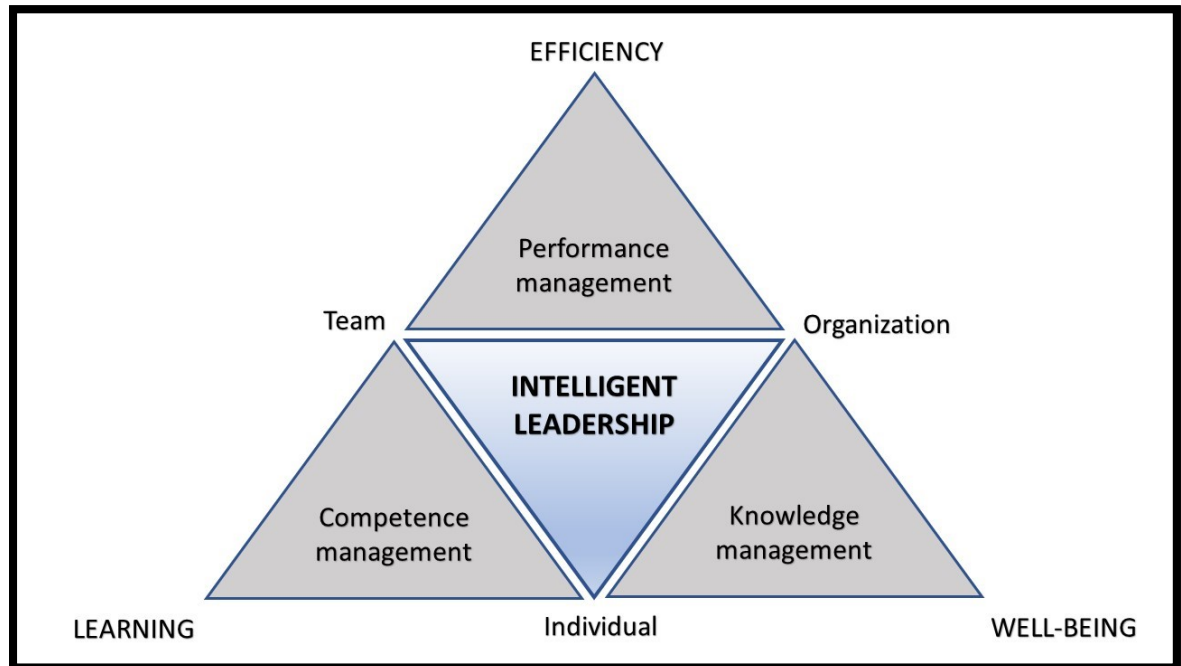 EFFICIENCY
Performance
management
Team
Organization
INTELLIGENT
LEADERSHIP
Competence
management
Knowledge
management
LEARNING
Individual
WELL-BEING